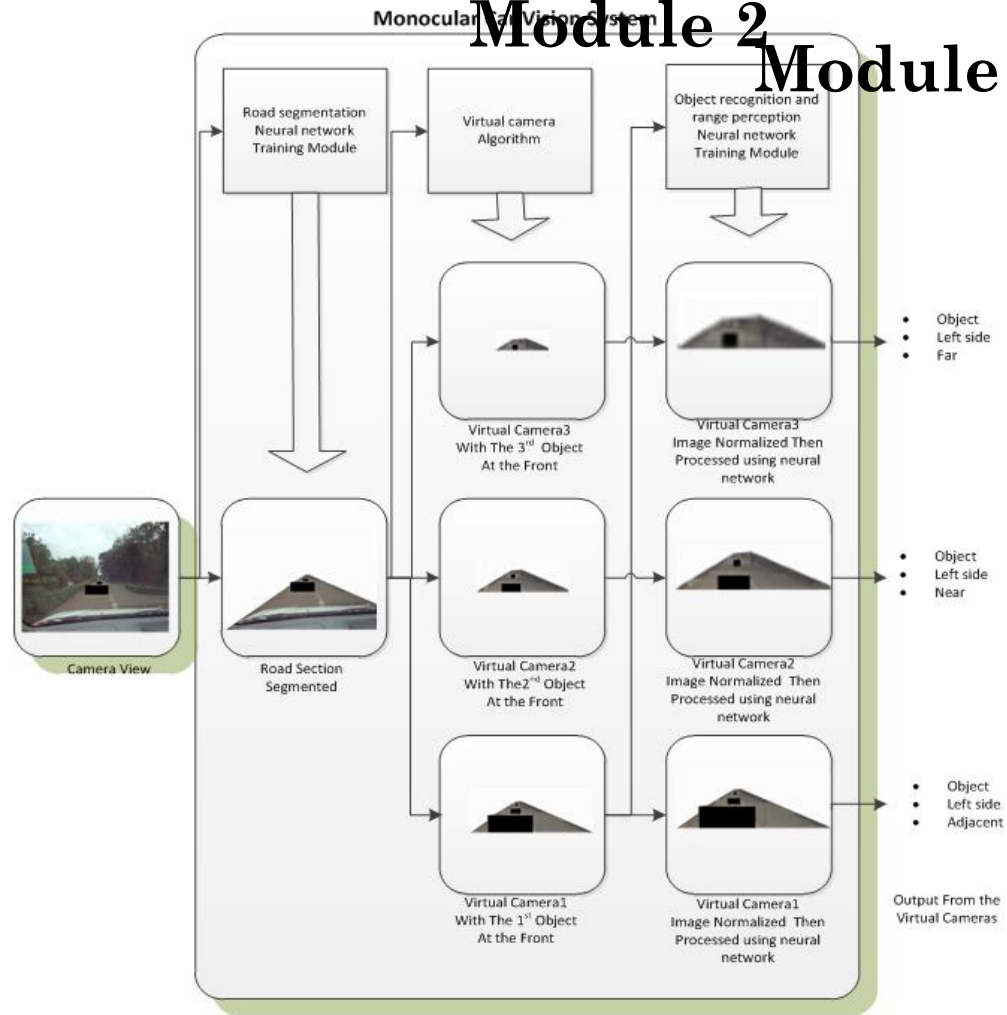 Monocular Car Vision System
Module 2
Module
Road segmentation
Neural network
Training Module
Virtual camera
Algorithm
Object recognition and
range perception
Neural network
Training Module
• Object
• Left side
• Far
Virtual Camera3
With The 3rd Object
At the Front
Virtual Camera3
Image Normalized Then
Processed using neural
network
• Object
• Left side
• Near
Camera View
Road Section
Segmented
Virtual Camera2
With The2nd Object
At the Front
Virtual Camera2
Image Normalized Then
Processed using neural
network
• Object
• Left side
• Adjacent
Virtual Camera1
With The 1st Object
At the Front
Virtual Camera1
Image Normalized Then
Processed using neural
network
Output From the
Virtual Cameras